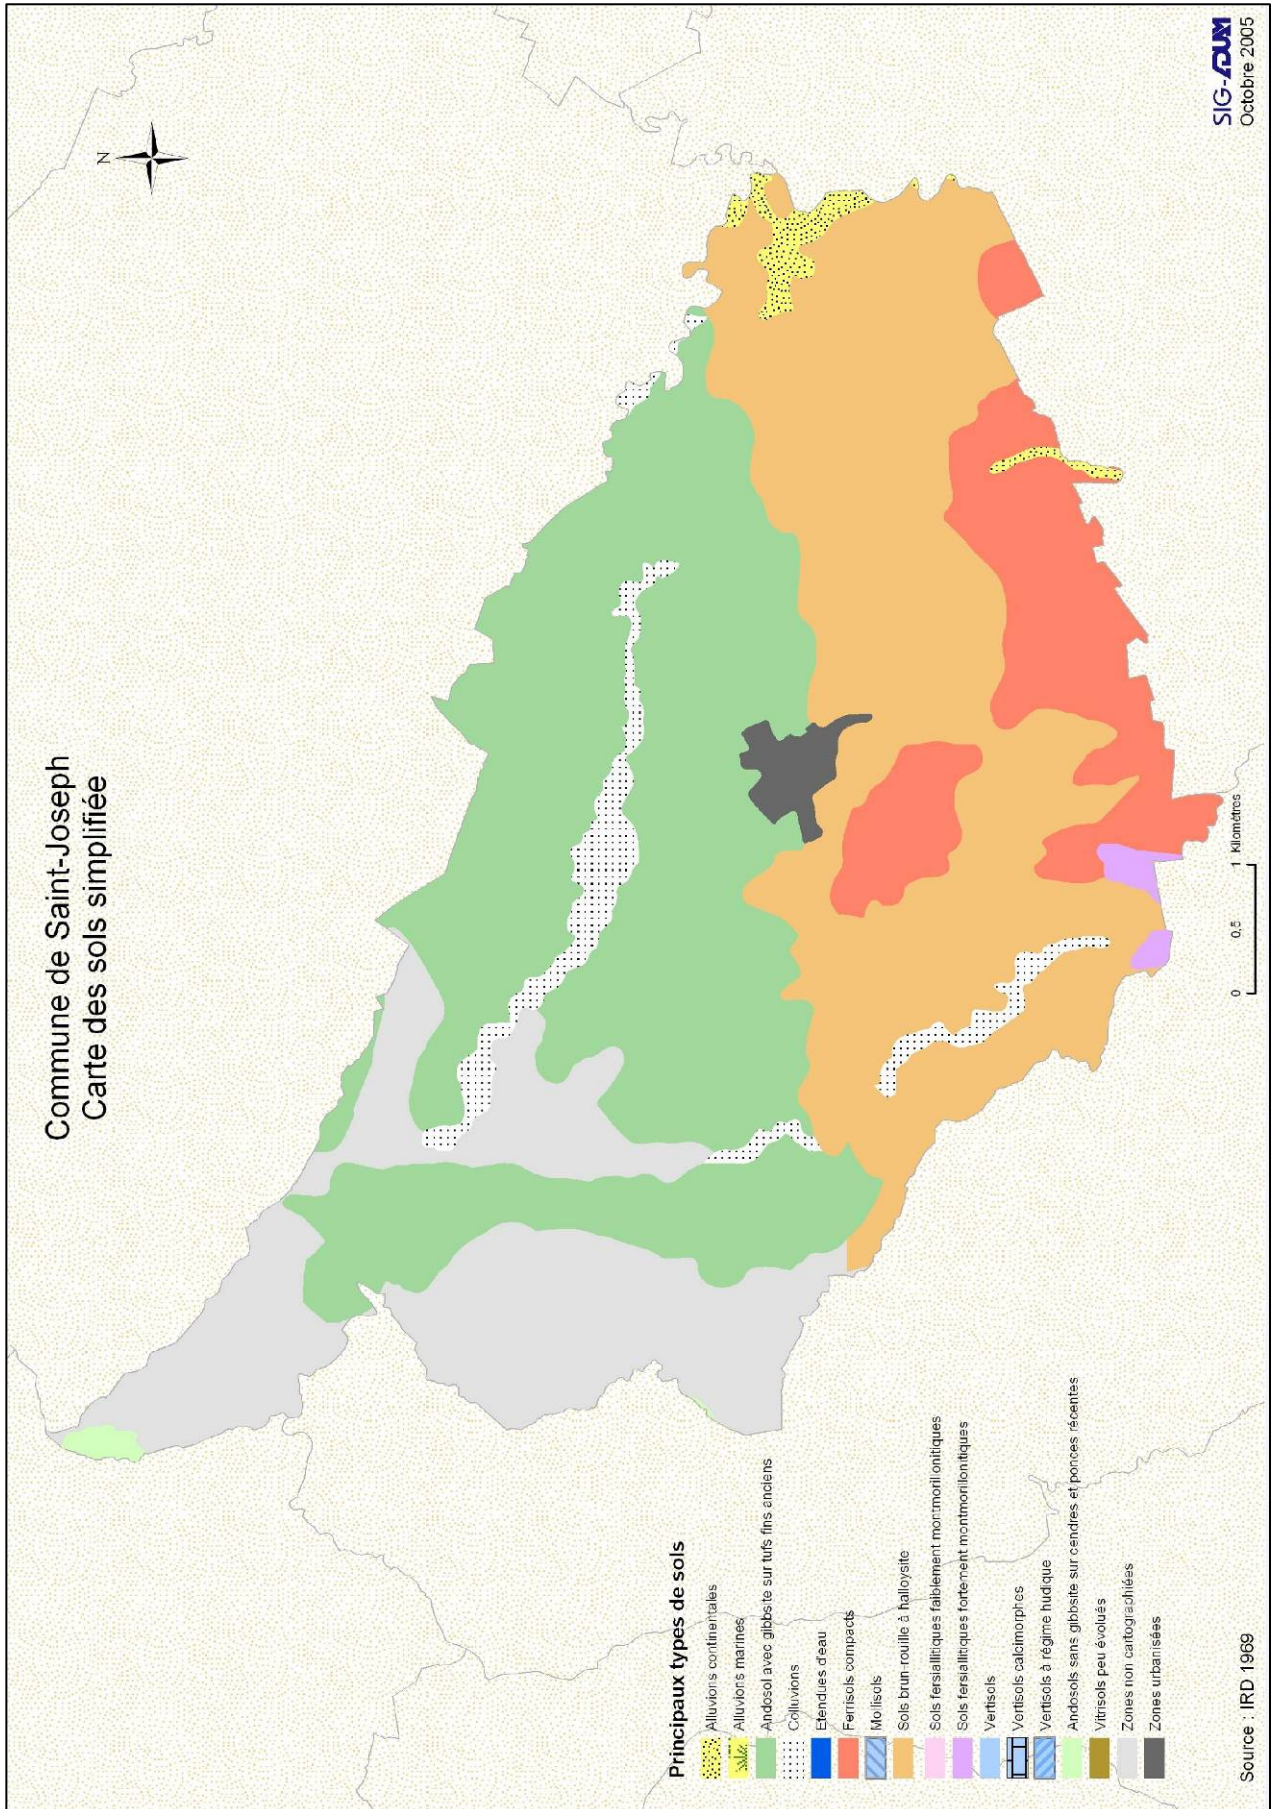 Commune de Saint-Joseph
Carte des sols simplifiée
N
Principaux types de sols
Alluvions continentales
Alluvions marines
Andosol avec gibbsite sur tufs fins anciens
Colluvions
Etendues d'eau
Ferrisols compacts
Mollisols
Sols brun-rouille à halloysite
Sols fersiallitiques faiblement montmorillonitiques
Sols fersiallitiques fortement montmorillonitiques
Vertisols
Vertisols calcimorphes
Vertisols à régime hudique
Andosols sans gibbsite sur cendres et ponces récentes
Vitrisols peu évolués
Zones non cartographiées
Zones urbanisées
0 0,5 1 Kilomètres
Source : IRD 1969
SIG-ADUAM
Octobre 2005